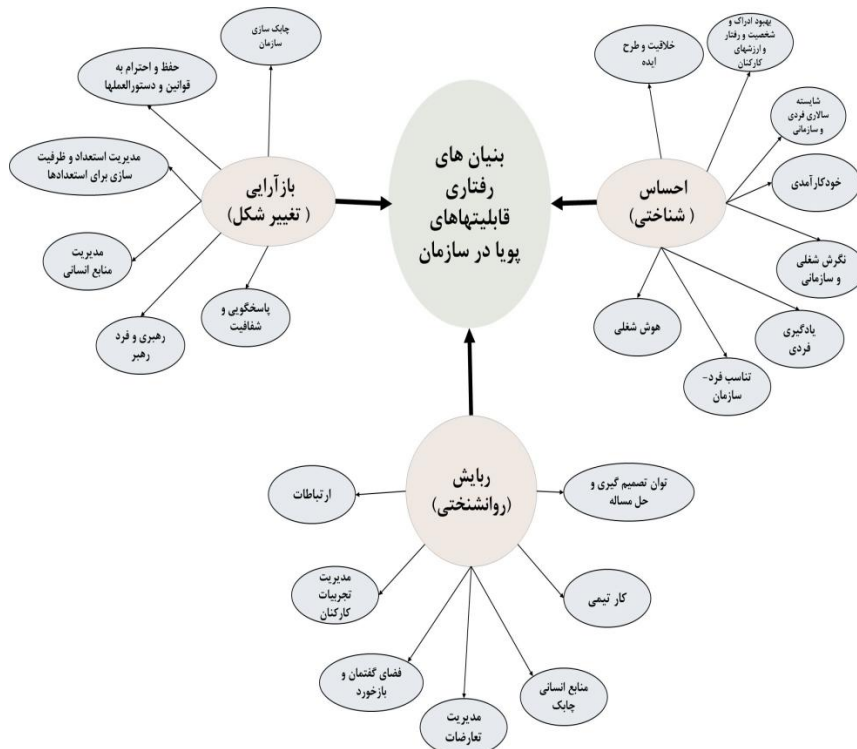 بنیان های
رفتاری
قابلیتهاهای
پویا در سازمان
احساس
(شناختی)
بهبود ادراک و
شخصیت و رفتار
و ارزشهای
کارکنان
خلاقیت و طرح
ایده
شایسته
سالاری فردی
و سازمانی
خودکارآمدی
نگرش شغلی
و سازمانی
یادگیری
فردی
تناسب فرد-
سازمان
هوش شغلی
بازآرایی
(تغییر شکل)
چابک سازی
سازمان
حفظ و احترام به
قوانین و دستورالعملها
مدیریت استعداد و ظرفیت
سازی برای استعدادها
مدیریت
منابع انسانی
رهبری و فرد
رهبر
پاسخگویی و
شفافیت
ربایش
(روانشنختی)
توان تصمیم گیری و
حل مساله
کار تیمی
منابع انسانی
چابک
مدیریت
تعارضات
فضای گفتمان و
بازخورد
مدیریت
تجربیات
کارکنان
ارتباطات